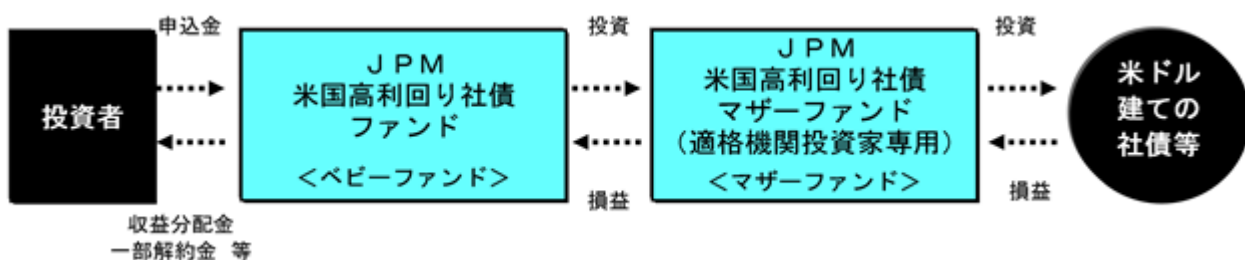 申込金
投資
投資
投資者
ＪＰＭ
米国高利回り社債
ファンド
＜ベビーファンド＞
ＪＰＭ
米国高利回り社債
マザーファンド
（適格機関投資家専用）
＜マザーファンド＞
米ドル
建ての
社債等
損益
損益
収益分配金
一部解約金 等